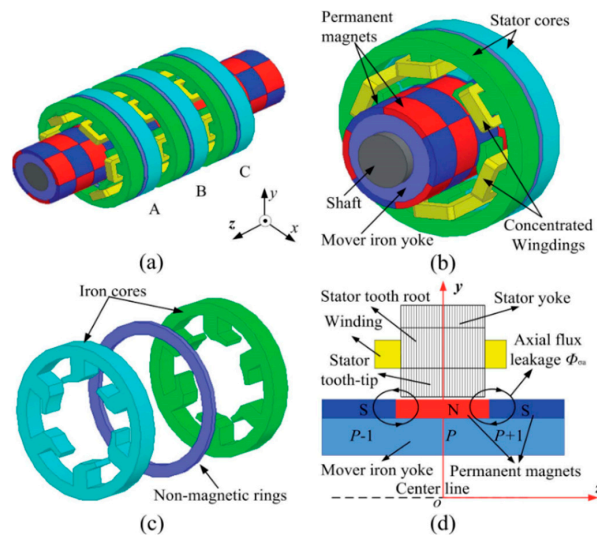 A
B
C
y
z
x
(a)
Permanent
magnets
Stator cores
Shaft
Mover iron yoke
Concentrated
Wingdings
(b)
Iron cores
Non-magnetic rings
(c)
y
Stator tooth root
Stator yoke
Winding
Axial flux
leakage Φσa
Stator
tooth-tip
S
N
S
P-1
P
P+1
Mover iron yoke
Permanent magnets
Center line
o
(d)